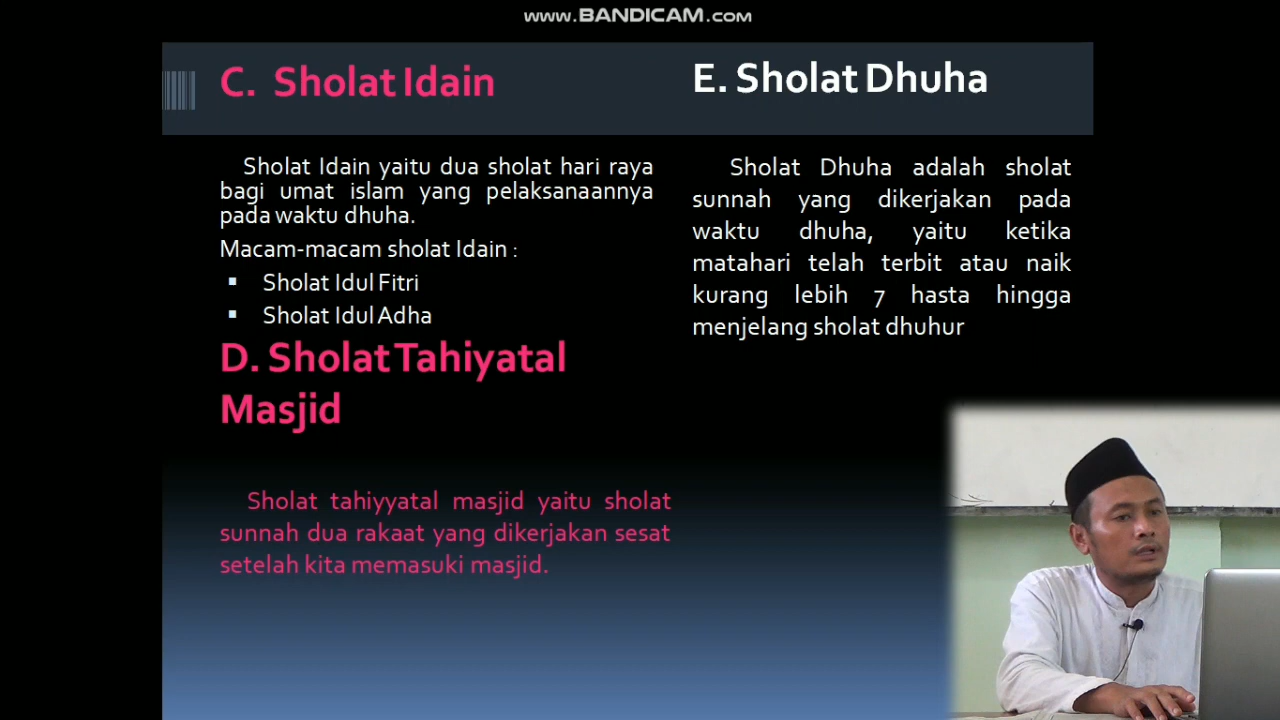 www.BANDICAM.com
C. Sholat Idain
Sholat Idain yaitu dua sholat hari raya
bagi umat islam yang pelaksanaannya
pada waktu dhuha.
Macam-macam sholat Idain :
▪ Sholat Idul Fitri
▪ Sholat Idul Adha
D. Sholat Tahiyatal
Masjid
Sholat tahiyyatal masjid yaitu sholat
sunnah dua rakaat yang dikerjakan sesat
setelah kita memasuki masjid.
E. Sholat Dhuha
Sholat Dhuha adalah sholat
sunnah yang dikerjakan pada
waktu dhuha, yaitu ketika
matahari telah terbit atau naik
kurang lebih 7 hasta hingga
menjelang sholat dhuhur